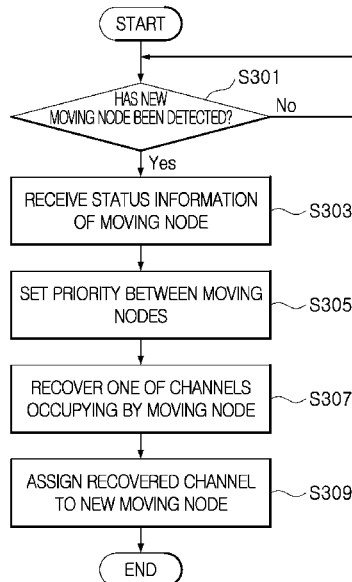 START
S301
HAS NEW
MOVING NODE BEEN DETECTED?
No
Yes
RECEIVE STATUS INFORMATION
OF MOVING NODE
S303
SET PRIORITY BETWEEN MOVING
NODES
S305
RECOVER ONE OF CHANNELS
OCCUPYING BY MOVING NODE
S307
ASSIGN RECOVERED CHANNEL
TO NEW MOVING NODE
S309
END